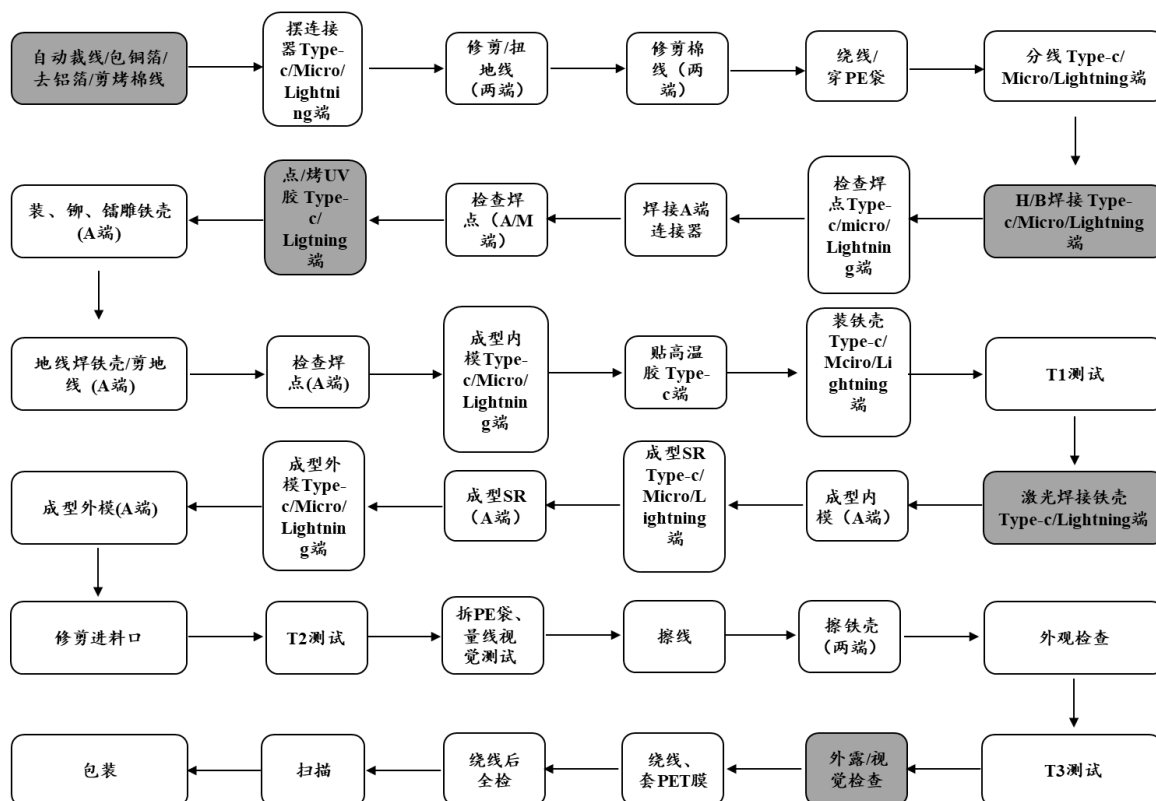 自动裁线/包铜箔/
去铝箔/剪烤棉线
摆连接
器Type-
c/Micro/
Lightni
ng端
修剪/扭
地线
(两端)
修剪棉
线（两
端）
绕线/
穿PE袋
分线 Type-c/
Micro/Lightning端
H/B焊接 Type-
c/Micro/Lightning
端
检查焊
点Type-
c/micro/
Lightnin
g端
焊接A端
连接器
检查焊
点（A/M
端）
点/烤UV
胶 Type-
c/
Ligtning
端
装、铆、镭雕铁壳
(A端)
地线焊铁壳/剪地
线 (A端)
检查焊
点(A端)
成型内
模Type-
c/Micro/
Lightnin
g端
贴高温
胶 Type-
c端
装铁壳
Type-c/
Mciro/Li
ghtning
端
T1测试
激光焊接铁壳
Type-c/Lightning端
成型内
模（A端）
成型SR
Type-c/
Micro/L
ightning
端
成型SR
（A端）
成型外
模Type-
c/Micro/
Lightnin
g端
成型外模(A端)
修剪进料口
T2测试
拆PE袋、
量线视
觉测试
擦线
擦铁壳
（两端）
外观检查
T3测试
外露/视
觉检查
绕线、
套PET膜
绕线后
全检
扫描
包装